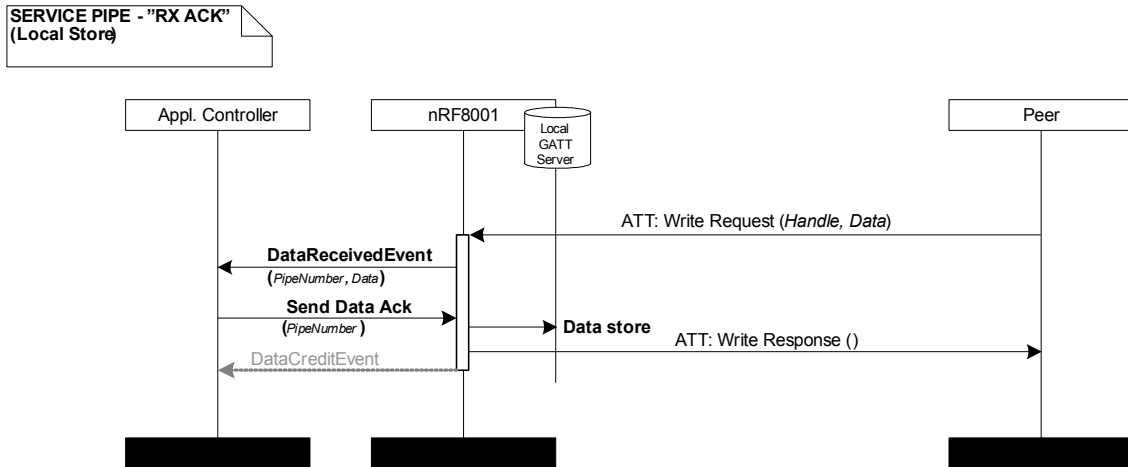 SERVICE PIPE - ”RX ACK”
(Local Store)
Appl. Controller
nRF8001
Peer
Local
GATT
Server
ATT: Write Request (Handle, Data)
DataReceivedEvent
(PipeNumber, Data)
Send Data Ack
(PipeNumber)
Data store
ATT: Write Response ()
DataCreditEvent